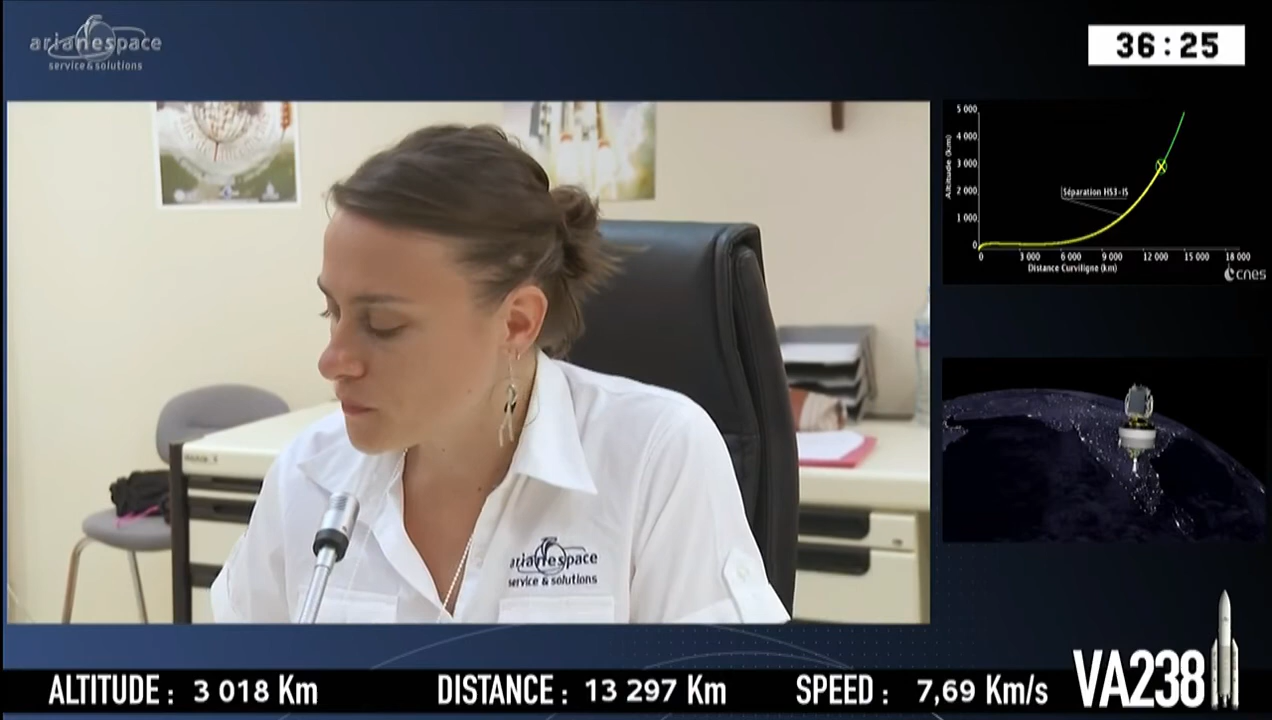 arianespace
service & solutions
36:25
5 000
4 000
3 000
2 000
1 000
0
Altitude (km)
Séparation HS3-IS
0
3 000
6 000
9 000
12 000
15 000
18 000
Distance Curviligne (km)
cnes
arianespace
service & solutions
ALTITUDE : 3 018 Km
DISTANCE : 13 297 Km
SPEED : 7,69 Km/s
VA238